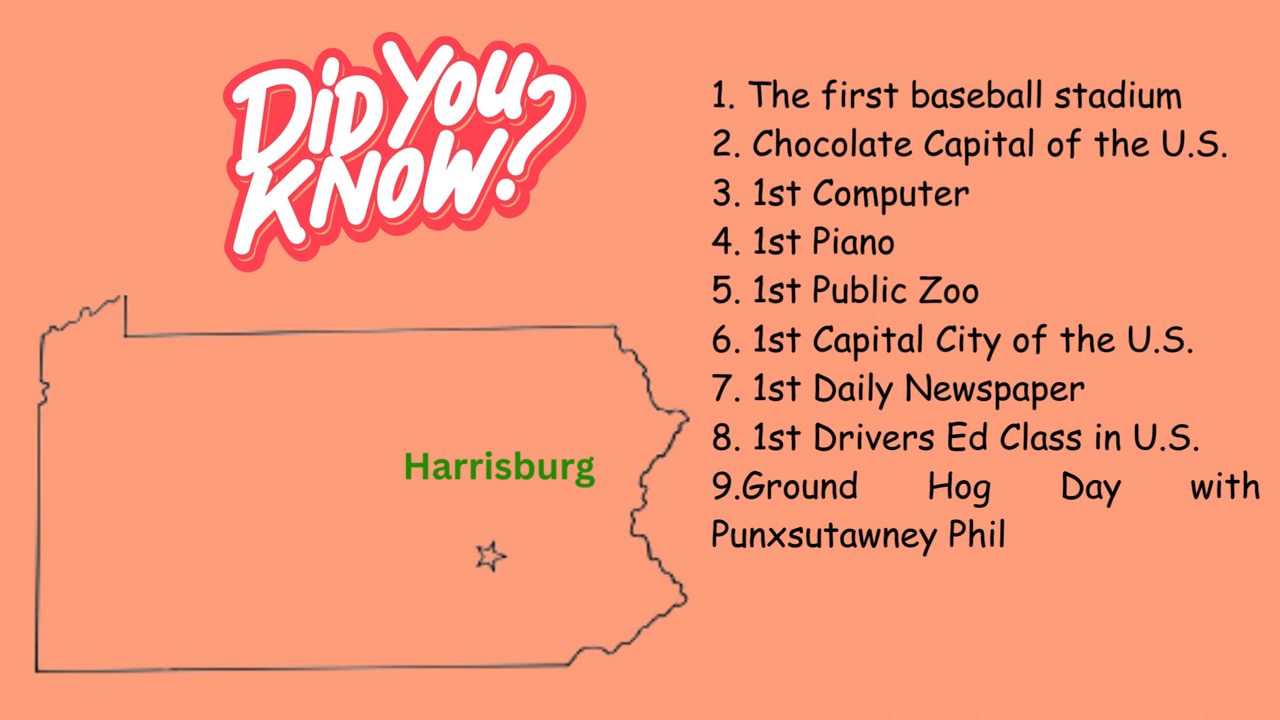 DiD You
KNOW?
1. The first baseball stadium
2. Chocolate Capital of the U.S.
3. 1st Computer
4. 1st Piano
5. 1st Public Zoo
6. 1st Capital City of the U.S.
7. 1st Daily Newspaper
8. 1st Drivers Ed Class in U.S.
9.Ground Hog Day with
Punxsutawney Phil
Harrisburg